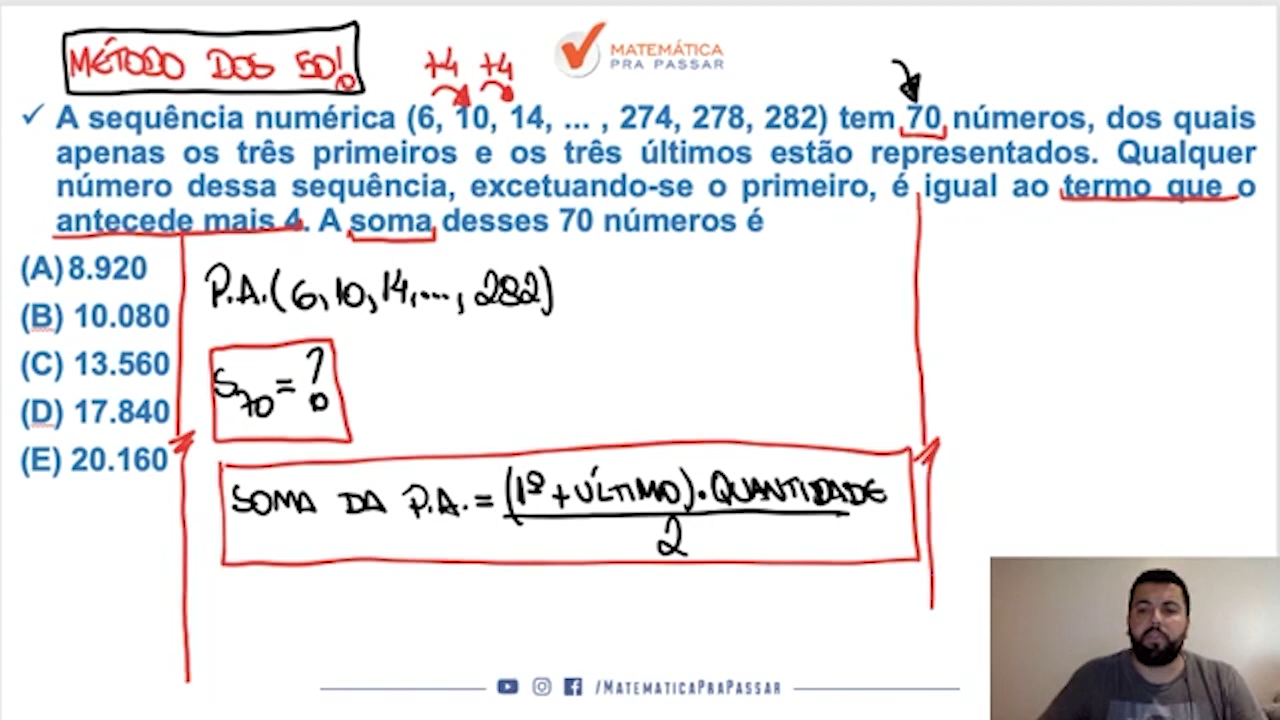 MÉTODO DOS 50!
MATEMÁTICA
PRA PASSAR
+4 +4
✓ A sequência numérica (6, 10, 14, ... , 274, 278, 282) tem 70 números, dos quais
apenas os três primeiros e os três últimos estão representados. Qualquer
número dessa sequência, excetuando-se o primeiro, é igual ao termo que o
antecede mais 4. A soma desses 70 números é
(A) 8.920
(B) 10.080
(C) 13.560
(D) 17.840
(E) 20.160
P.A.(6,10,14,...,282)
S70 = ?
SOMA DA P.A. = (1º + ÚLTIMO).QUANTIDADE
2
/MATEMATICAPRAPASSAR